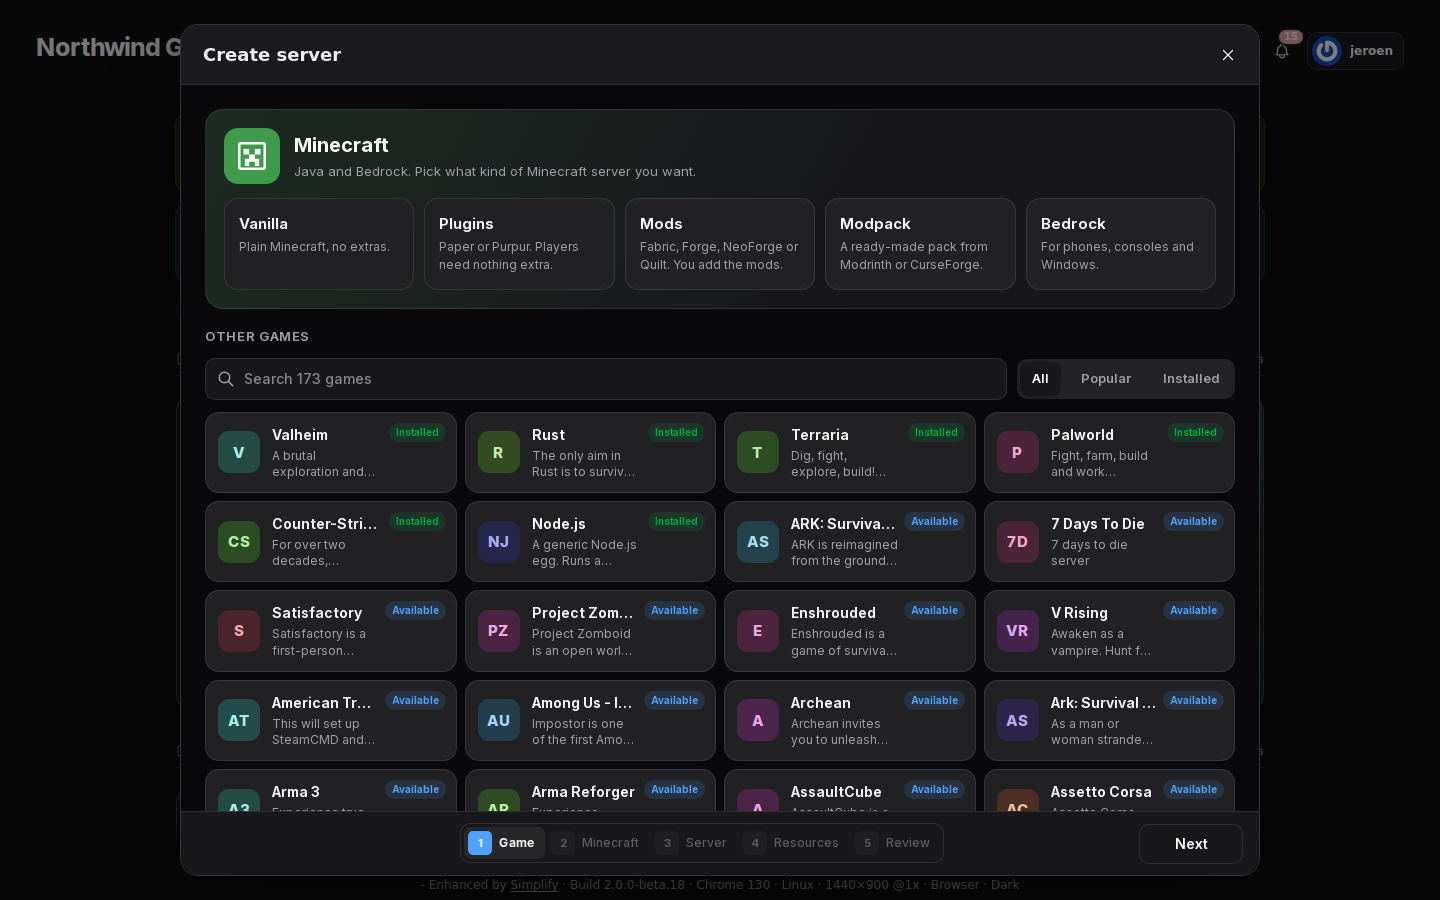 Northwind G
Create server
15
jeroen
Minecraft
Java and Bedrock. Pick what kind of Minecraft server you want.
Vanilla
Plain Minecraft, no extras.
Plugins
Paper or Purpur. Players
need nothing extra.
Mods
Fabric, Forge, NeoForge or
Quilt. You add the mods.
Modpack
A ready-made pack from
Modrinth or CurseForge.
Bedrock
For phones, consoles and
Windows.
OTHER GAMES
Search 173 games
All
Popular
Installed
V
Valheim
Installed
A brutal
exploration and…
R
Rust
Installed
The only aim in
Rust is to surviv…
T
Terraria
Installed
Dig, fight,
explore, build!…
P
Palworld
Installed
Fight, farm, build
and work…
CS
Counter-Stri…
Installed
For over two
decades,…
NJ
Node.js
Installed
A generic Node.js
egg. Runs a…
AS
ARK: Surviva…
Available
ARK is reimagined
from the ground…
7D
7 Days To Die
Available
7 days to die
server
S
Satisfactory
Available
Satisfactory is a
first-person…
PZ
Project Zom…
Available
Project Zomboid
is an open worl…
E
Enshrouded
Available
Enshrouded is a
game of surviva…
VR
V Rising
Available
Awaken as a
vampire. Hunt f…
AT
American Tr…
Available
This will set up
SteamCMD and…
AU
Among Us - I…
Available
Impostor is one
of the first Amo…
A
Archean
Available
Archean invites
you to unleash…
AS
Ark: Survival …
Available
As a man or
woman strande…
A3
Arma 3
Available
AR
Arma Reforger
Available
A
AssaultCube
Available
AC
Assetto Corsa
Available
1 Game
2 Minecraft
3 Server
4 Resources
5 Review
Next
- Enhanced by Simplify · Build 2.0.0-beta.18 · Chrome 130 · Linux · 1440×900 @1x · Browser · Dark